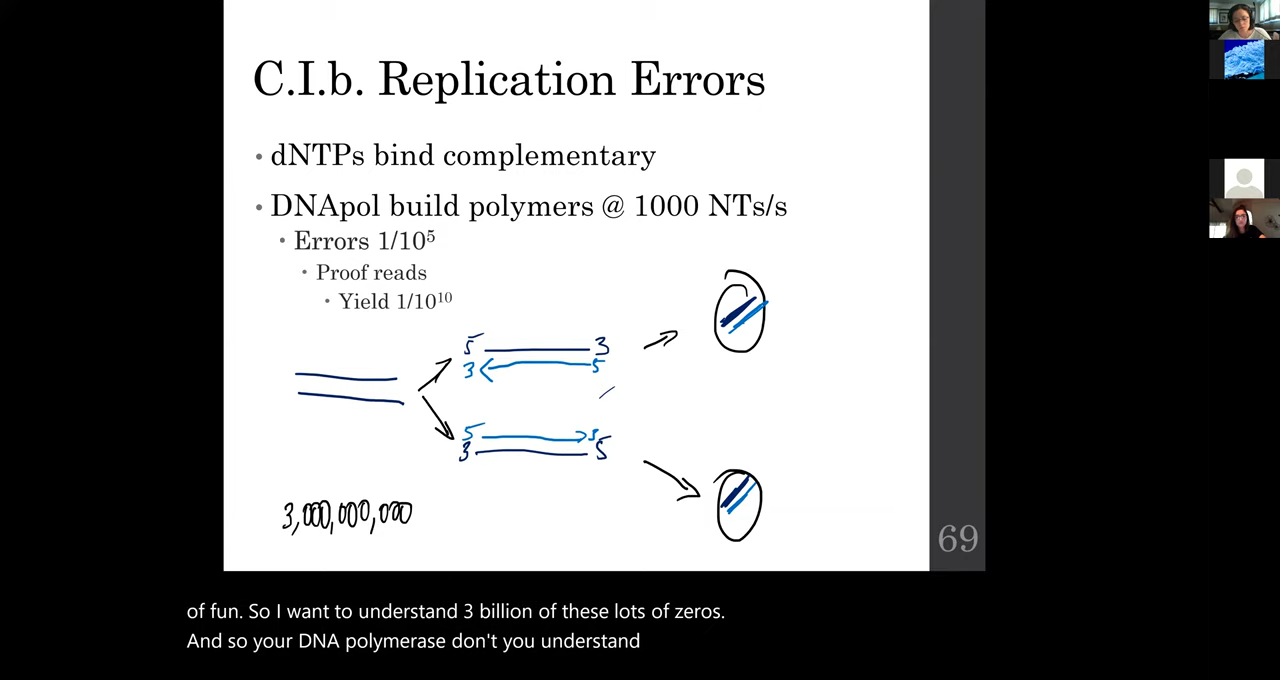 C.I.b. Replication Errors
• dNTPs bind complementary
• DNApol build polymers @ 1000 NTs/s
• Errors 1/10⁵
• Proof reads
• Yield 1/10¹⁰
5 3
3 5
5 3
3 5
3,000,000,000
69
of fun. So I want to understand 3 billion of these lots of zeros.
And so your DNA polymerase don't you understand